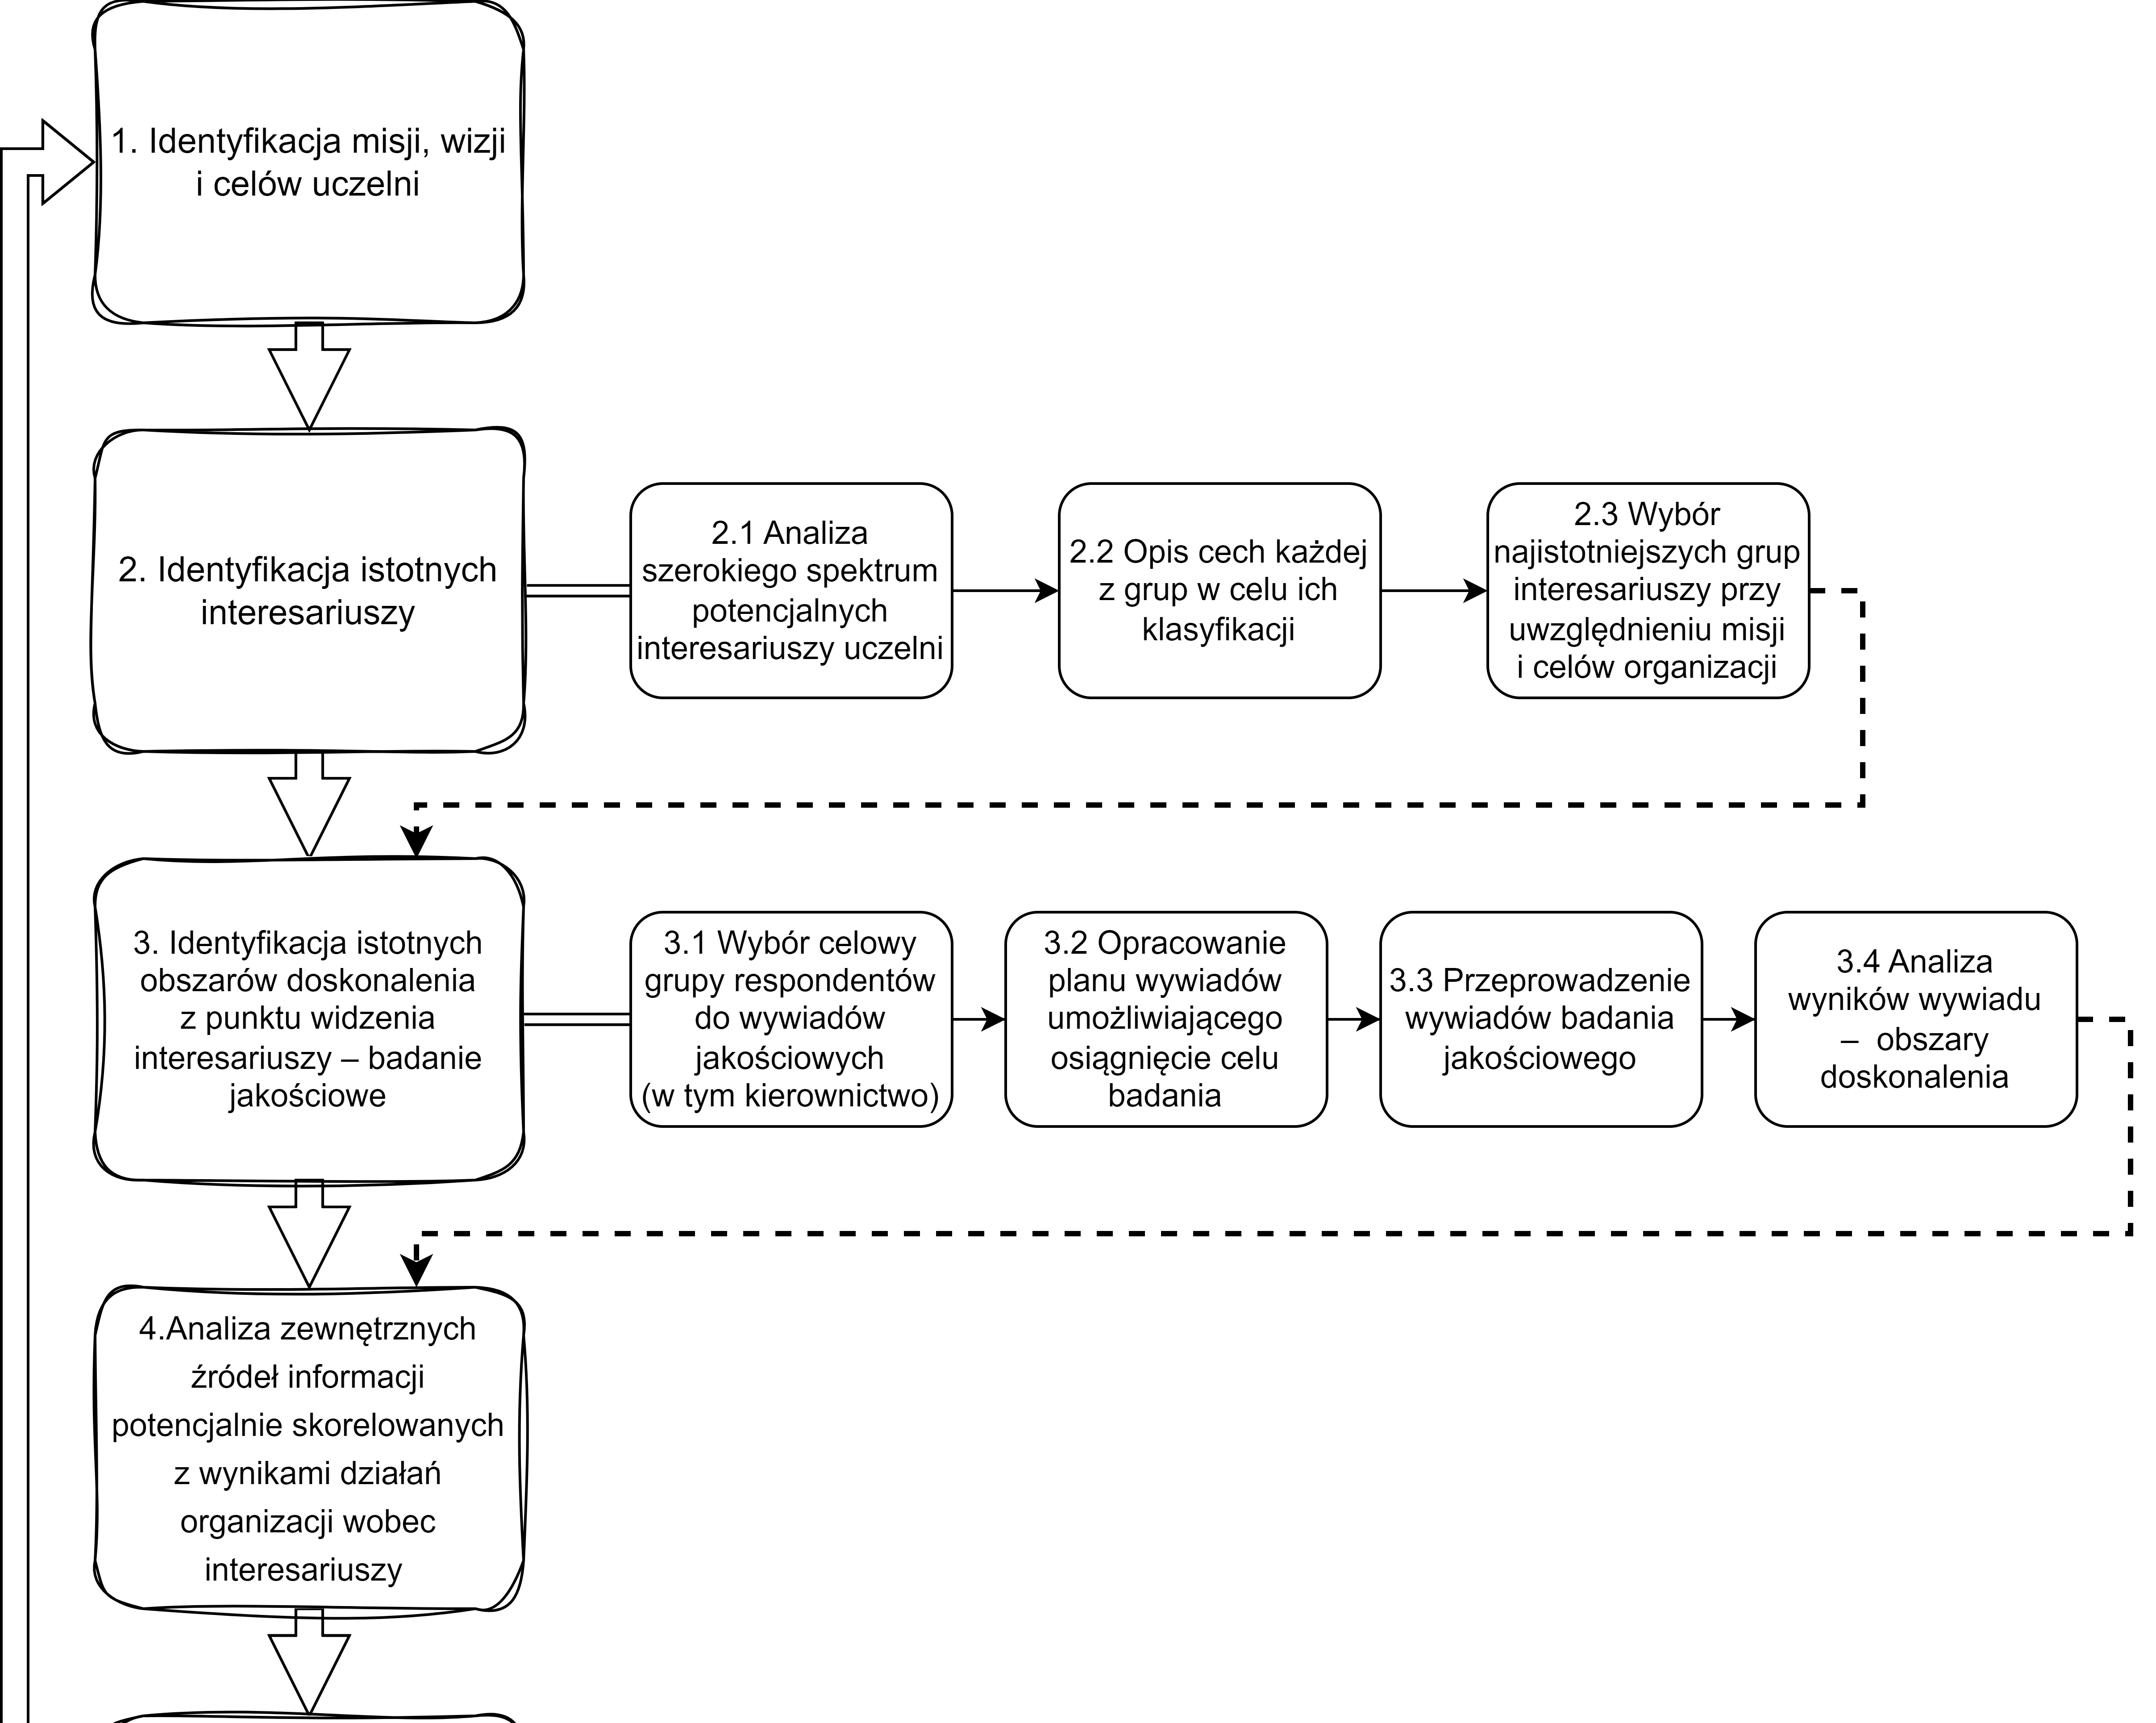 1. Identyfikacja misji, wizji
i celów uczelni
2. Identyfikacja istotnych
interesariuszy
2.1 Analiza
szerokiego spektrum
potencjalnych
interesariuszy uczelni
2.2 Opis cech każdej
z grup w celu ich
klasyfikacji
2.3 Wybór
najistotniejszych grup
interesariuszy przy
uwzględnieniu misji
i celów organizacji
3. Identyfikacja istotnych
obszarów doskonalenia
z punktu widzenia
interesariuszy – badanie
jakościowe
3.1 Wybór celowy
grupy respondentów
do wywiadów
jakościowych
(w tym kierownictwo)
3.2 Opracowanie
planu wywiadów
umożliwiającego
osiągnięcie celu
badania
3.3 Przeprowadzenie
wywiadów badania
jakościowego
3.4 Analiza
wyników wywiadu
– obszary
doskonalenia
4.Analiza zewnętrznych
źródeł informacji
potencjalnie skorelowanych
z wynikami działań
organizacji wobec
interesariuszy